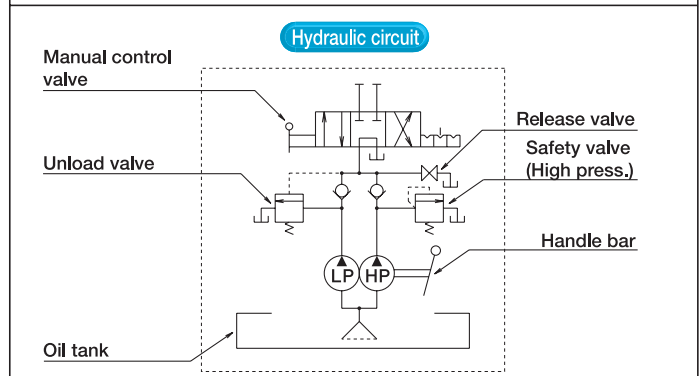 Hydraulic circuit
Manual control
valve
Release valve
Unload valve
Safety valve
(High press.)
Handle bar
LP HP
Oil tank